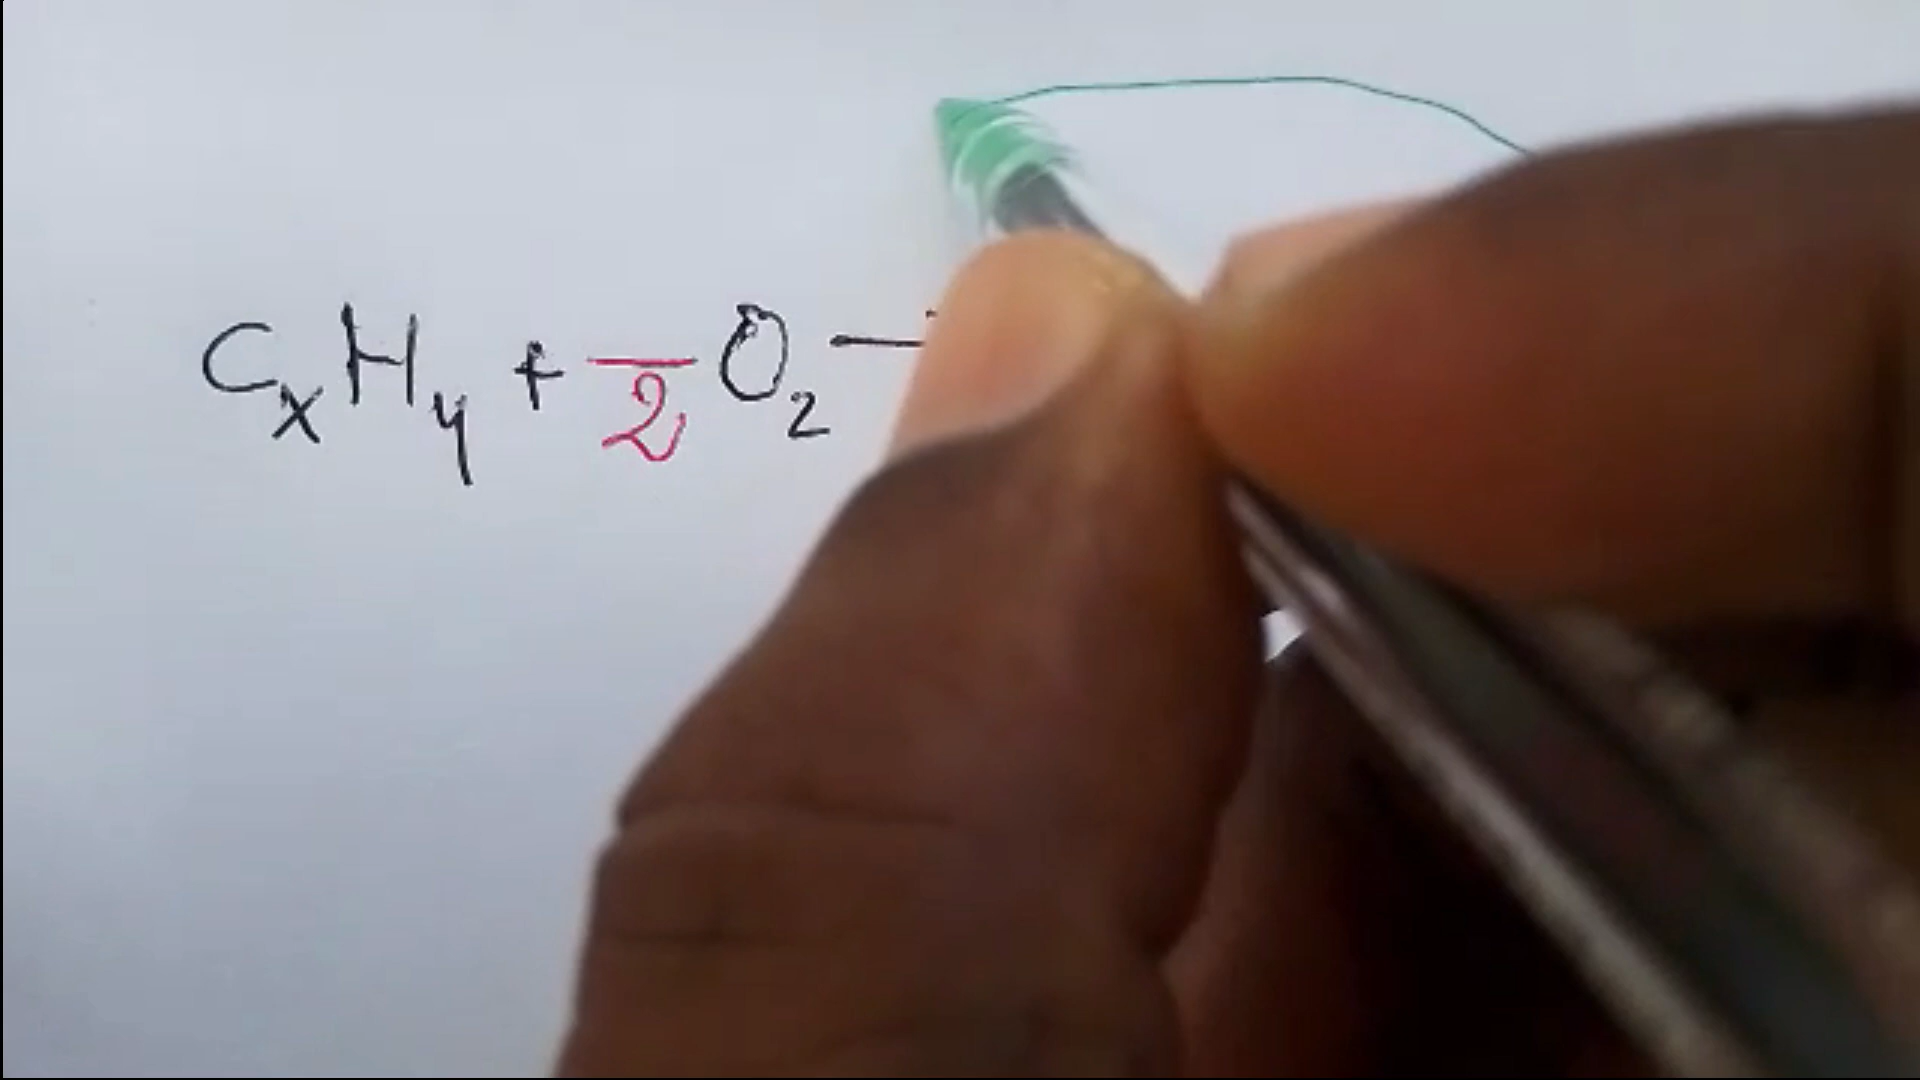 CxHy + —/2 O2 —